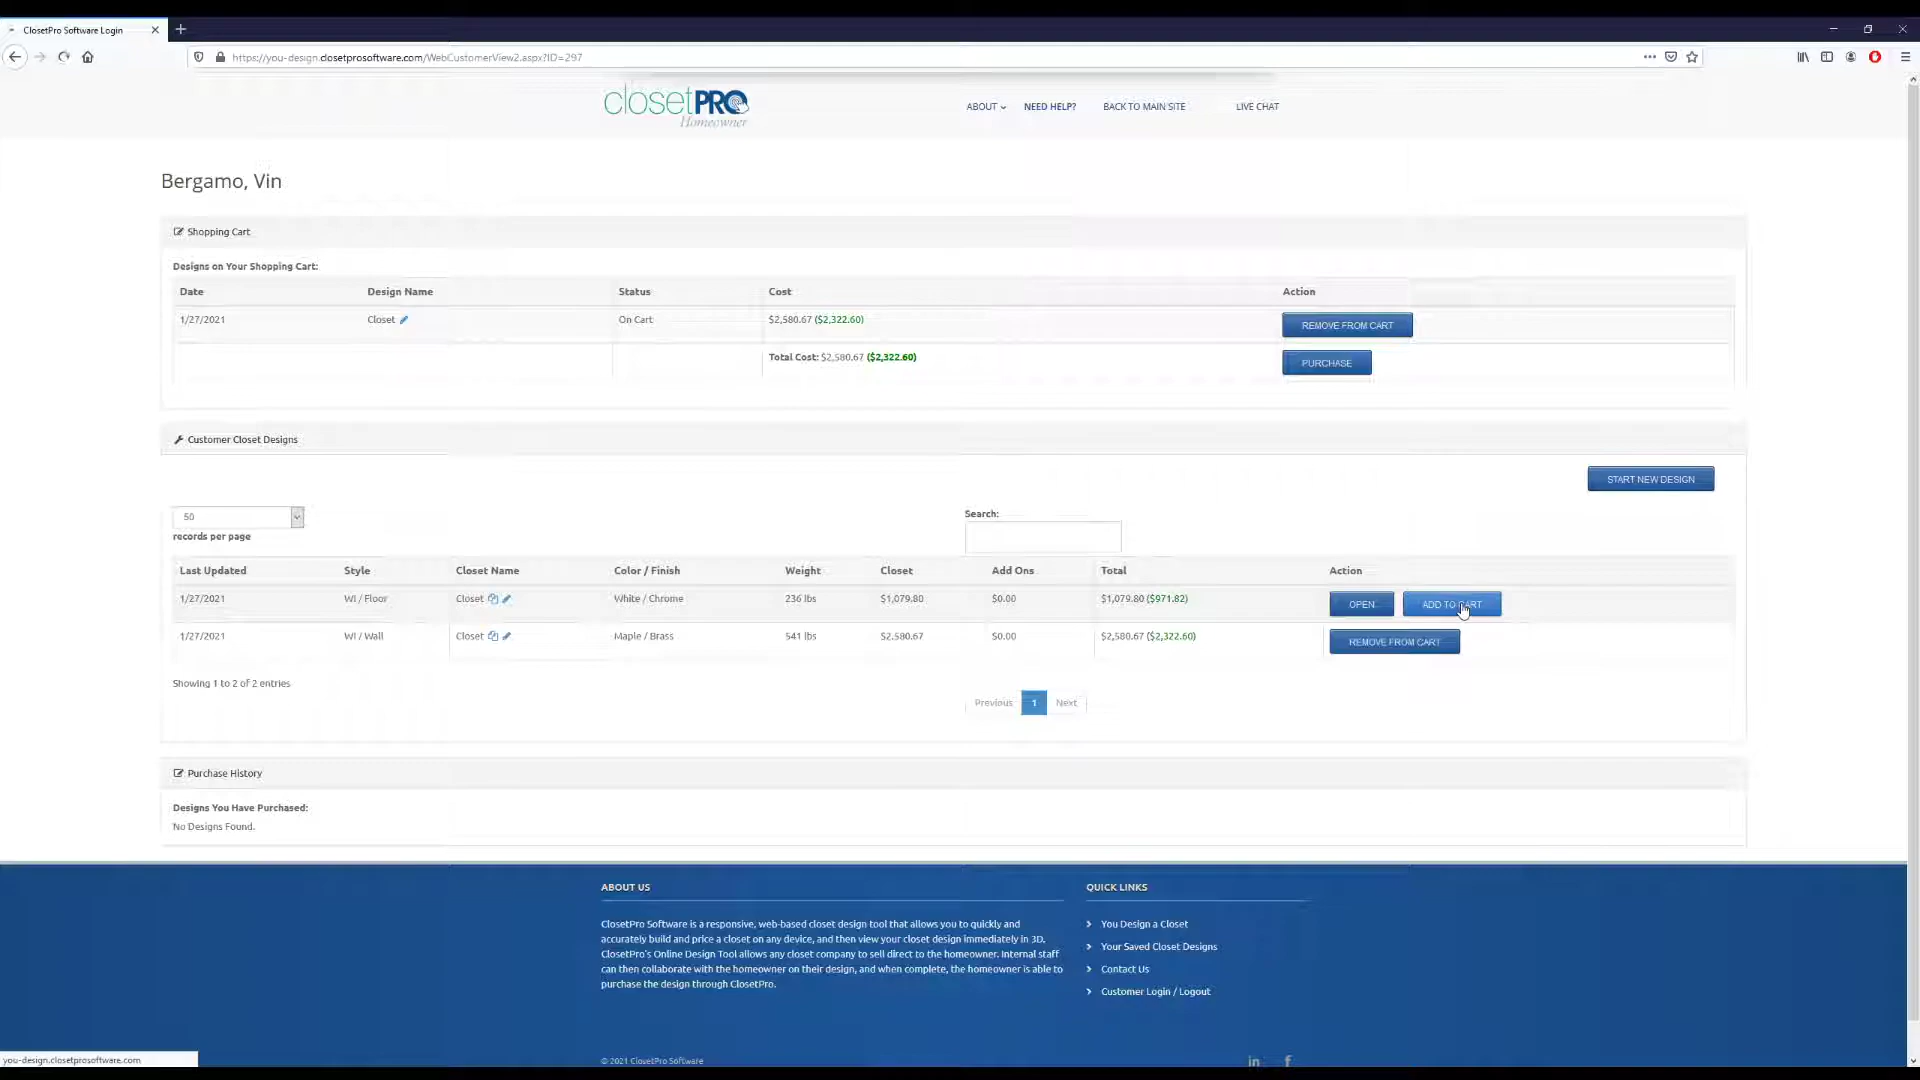 ClosetPro Software Login
https://you-design.closetprosoftware.com/WebCustomerView2.aspx?ID=297
closetPRO
Homeowner
ABOUT NEED HELP? BACK TO MAIN SITE LIVE CHAT
Bergamo, Vin
Shopping Cart
Designs on Your Shopping Cart:
Date Design Name Status Cost Action
1/27/2021 Closet On Cart $2,580.67 ($2,322.60) REMOVE FROM CART
Total Cost: $2,580.67 ($2,322.60) PURCHASE
Customer Closet Designs
START NEW DESIGN
50
records per page
Search:
Last Updated Style Closet Name Color / Finish Weight Closet Add Ons Total Action
1/27/2021 WI / Floor Closet White / Chrome 236 lbs $1,079.80 $0.00 $1,079.80 ($971.82) OPEN ADD TO CART
1/27/2021 WI / Wall Closet Maple / Brass 541 lbs $2,580.67 $0.00 $2,580.67 ($2,322.60) REMOVE FROM CART
Showing 1 to 2 of 2 entries
Previous 1 Next
Purchase History
Designs You Have Purchased:
No Designs Found.
ABOUT US
ClosetPro Software is a responsive, web-based closet design tool that allows you to quickly and
accurately build and price a closet on any device, and then view your closet design immediately in 3D.
ClosetPro's Online Design Tool allows any closet company to sell direct to the homeowner. Internal staff
can then collaborate with the homeowner on their design, and when complete, the homeowner is able to
purchase the design through ClosetPro.
QUICK LINKS
You Design a Closet
Your Saved Closet Designs
Contact Us
Customer Login / Logout
you-design.closetprosoftware.com
© 2021 ClosetPro Software
in f